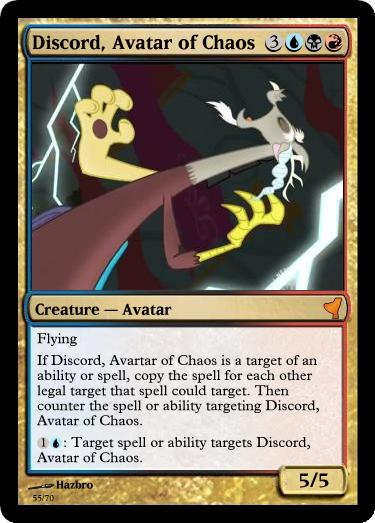 Discord, Avatar of Chaos 3
Creature — Avatar
Flying
If Discord, Avartar of Chaos is a target of an
ability or spell, copy the spell for each other
legal target that spell could target. Then
counter the spell or ability targeting Discord,
Avatar of Chaos.
1 : Target spell or ability targets Discord,
Avatar of Chaos.
5/5
Hazbro
55/70